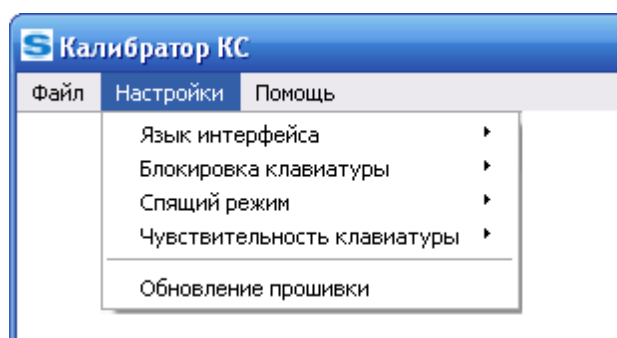 S Калибратор КС
Файл Настройки Помощь
Язык интерфейса
Блокировка клавиатуры
Спящий режим
Чувствительность клавиатуры
Обновление прошивки